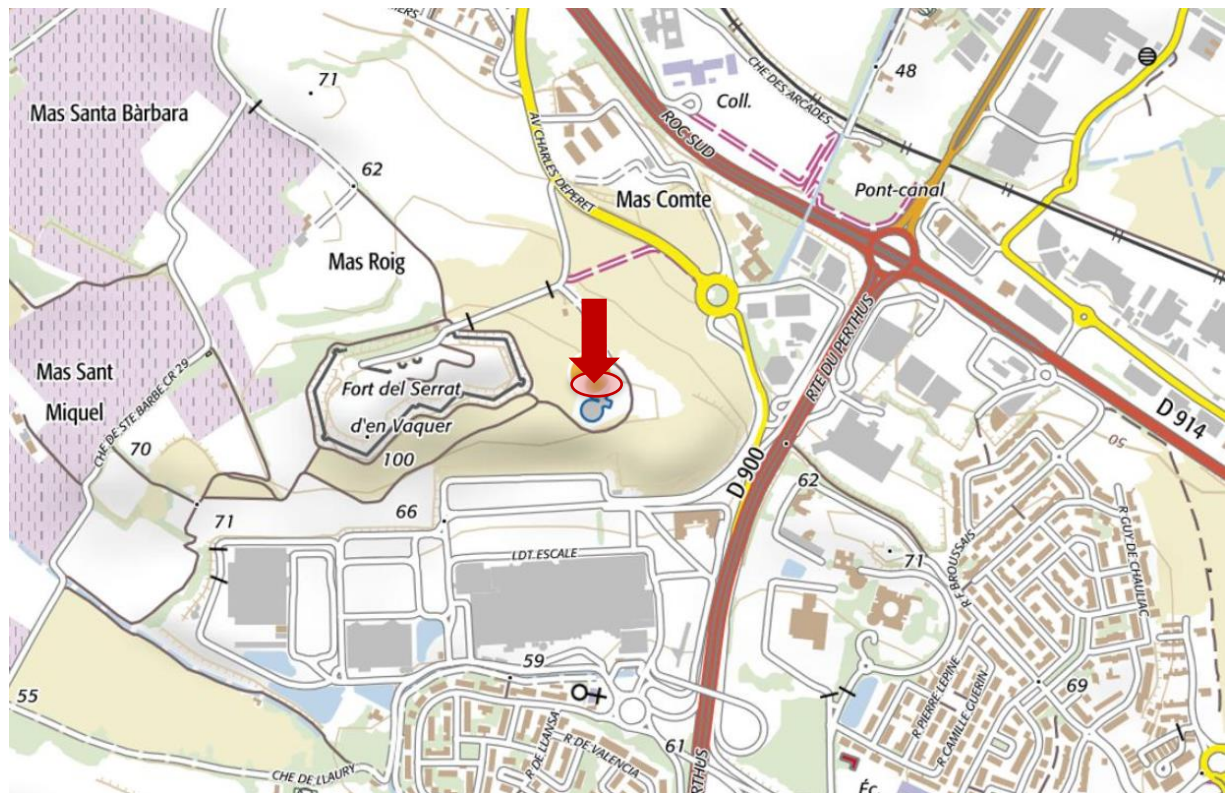 71
Mas Santa Bàrbara
62
Mas Roig
Coll.
CHE DES ARCADES
48
ROC SUD
AV CHARLES DEPERET
Mas Comte
Pont-canal
RTE DU PERTHUS
Mas Sant
Miquel
CHE DE STE BARBE CR 29
Fort del Serrat
d'en Vaquer
100
70
D 914
50
D 900
62
66
71
71
LDT ESCALE
R F BROUSSAIS
R GUY DE CHAULIAC
59
55
R PIERRE LEPINE
R CAMILLE GUERIN
69
R DE LLANSA
R DE VALENCIA
61
RTHUS
CHE DE LLAURY
Éc.